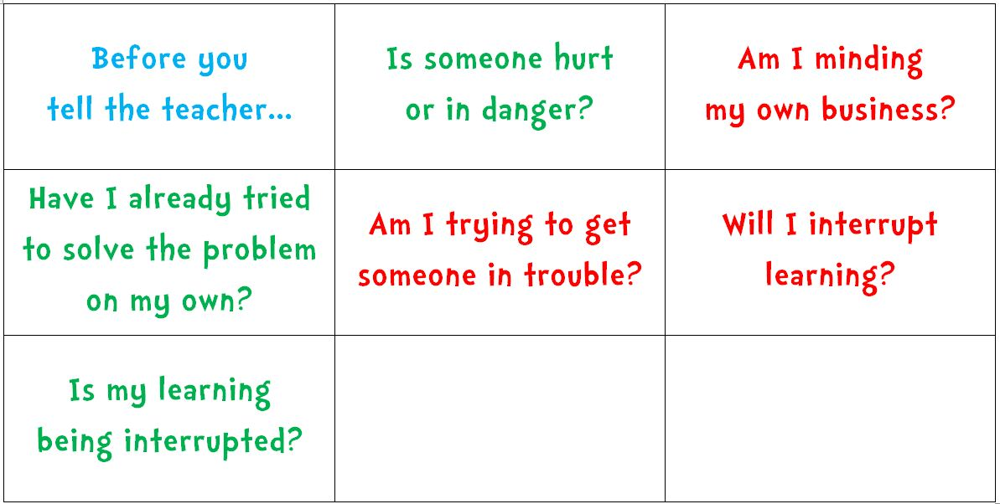 Before you
tell the teacher...
Is someone hurt
or in danger?
Am I minding
my own business?
Have I already tried
to solve the problem
on my own?
Am I trying to get
someone in trouble?
Will I interrupt
learning?
Is my learning
being interrupted?